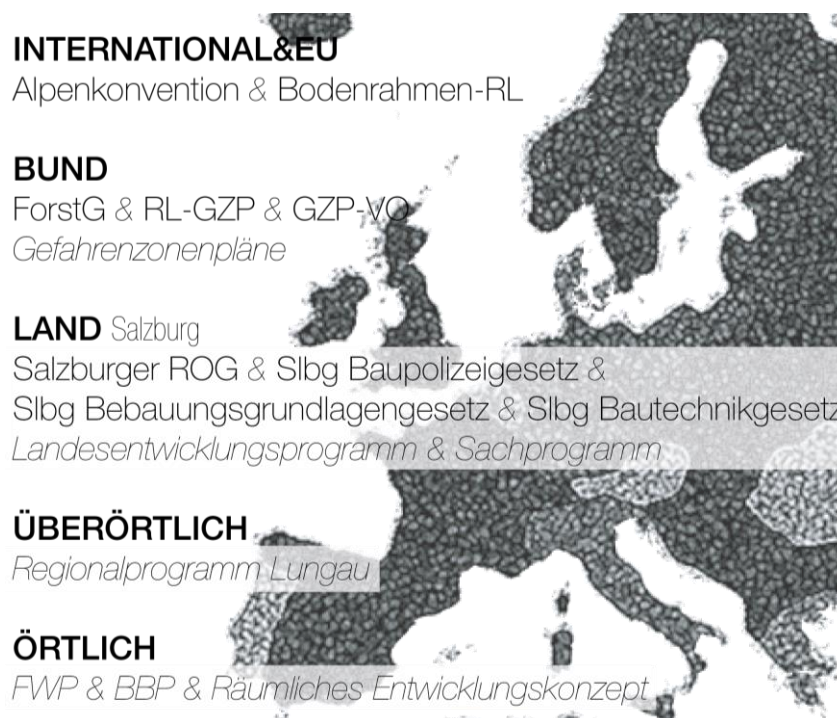 INTERNATIONAL&EU
Alpenkonvention & Bodenrahmen-RL
BUND
ForstG & RL-GZP & GZP-VO
Gefahrenzonenpläne
LAND Salzburg
Salzburger ROG & Slbg Baupolizeigesetz &
Slbg Bebauungsgrundlagengesetz & Slbg Bautechnikgesetz
Landesentwicklungsprogramm & Sachprogramm
ÜBERÖRTLICH
Regionalprogramm Lungau
ÖRTLICH
FWP & BBP & Räumliches Entwicklungskonzept